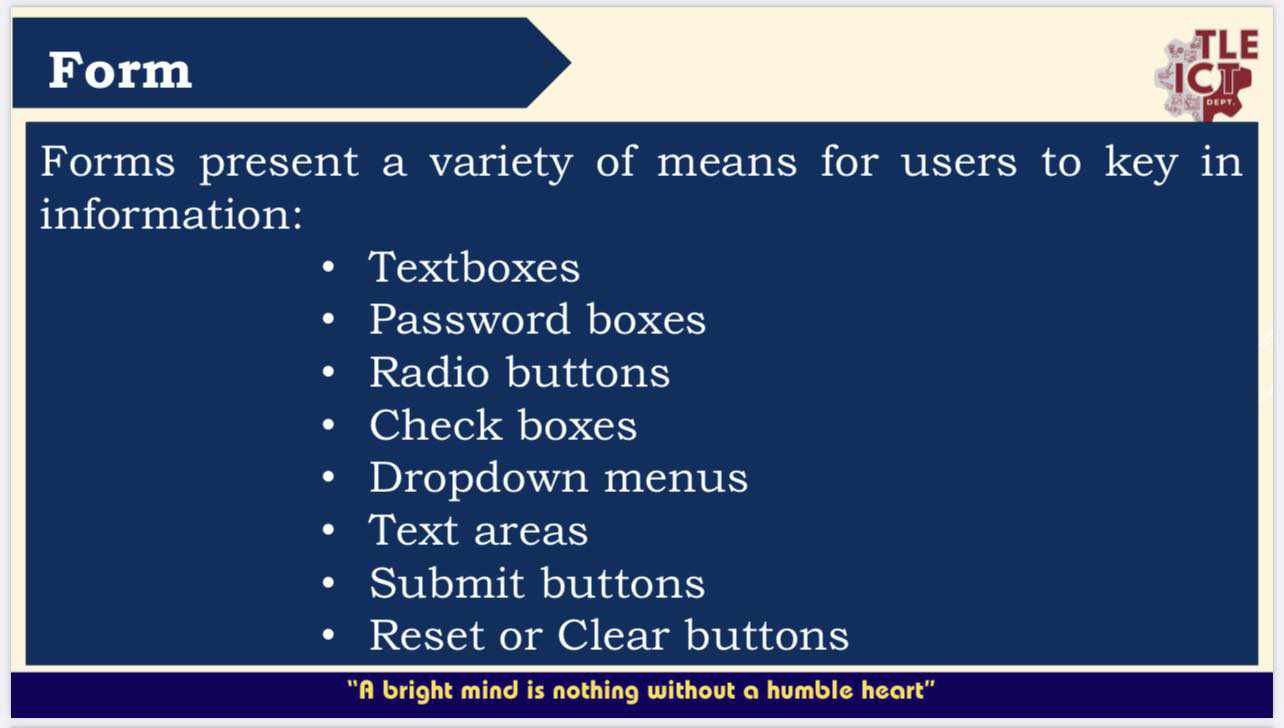 Form
TLE
ICT
DEPT.
Forms present a variety of means for users to key in
information:
• Textboxes
• Password boxes
• Radio buttons
• Check boxes
• Dropdown menus
• Text areas
• Submit buttons
• Reset or Clear buttons
"A bright mind is nothing without a humble heart"